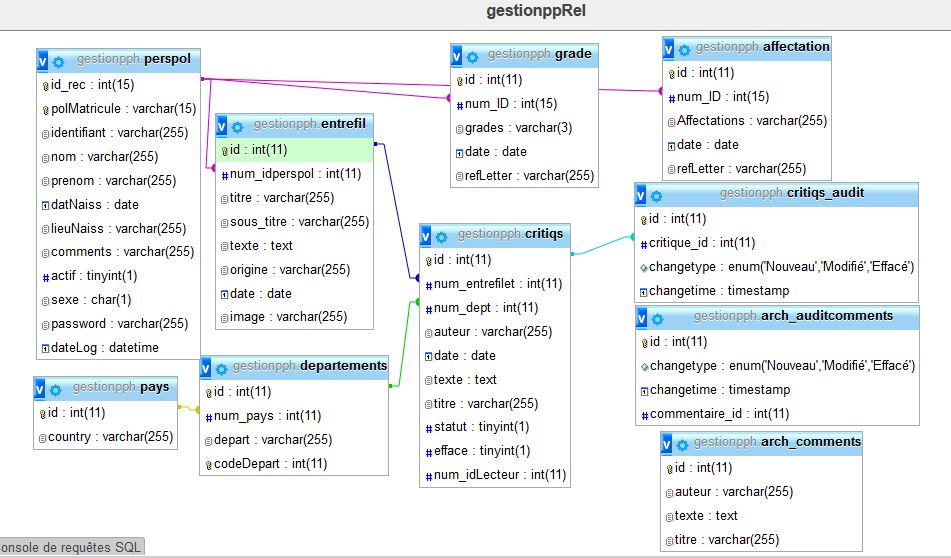 gestionppRel
gestionpph.perspol
id_rec : int(15)
polMatricule : varchar(15)
identifiant : varchar(255)
nom : varchar(255)
prenom : varchar(255)
datNaiss : date
lieuNaiss : varchar(255)
comments : varchar(255)
actif : tinyint(1)
sexe : char(1)
password : varchar(255)
dateLog : datetime
gestionpph.entrefil
id : int(11)
num_idperspol : int(11)
titre : varchar(255)
sous_titre : varchar(255)
texte : text
origine : varchar(255)
date : date
image : varchar(255)
gestionpph.grade
id : int(11)
num_ID : int(15)
grades : varchar(3)
date : date
refLetter : varchar(255)
gestionpph.affectation
id : int(11)
num_ID : int(15)
Affectations : varchar(255)
date : date
refLetter : varchar(255)
gestionpph.critiqs
id : int(11)
num_entrefilet : int(11)
num_dept : int(11)
auteur : varchar(255)
date : date
texte : text
titre : varchar(255)
statut : tinyint(1)
efface : tinyint(1)
num_idLecteur : int(11)
gestionpph.critiqs_audit
id : int(11)
critique_id : int(11)
changetype : enum('Nouveau','Modifié','Effacé')
changetime : timestamp
gestionpph.arch_auditcomments
id : int(11)
changetype : enum('Nouveau','Modifié','Effacé')
changetime : timestamp
commentaire_id : int(11)
gestionpph.pays
id : int(11)
country : varchar(255)
gestionpph.departements
id : int(11)
num_pays : int(11)
depart : varchar(255)
codeDepart : int(11)
gestionpph.arch_comments
id : int(11)
auteur : varchar(255)
texte : text
titre : varchar(255)
onsole de requêtes SQL